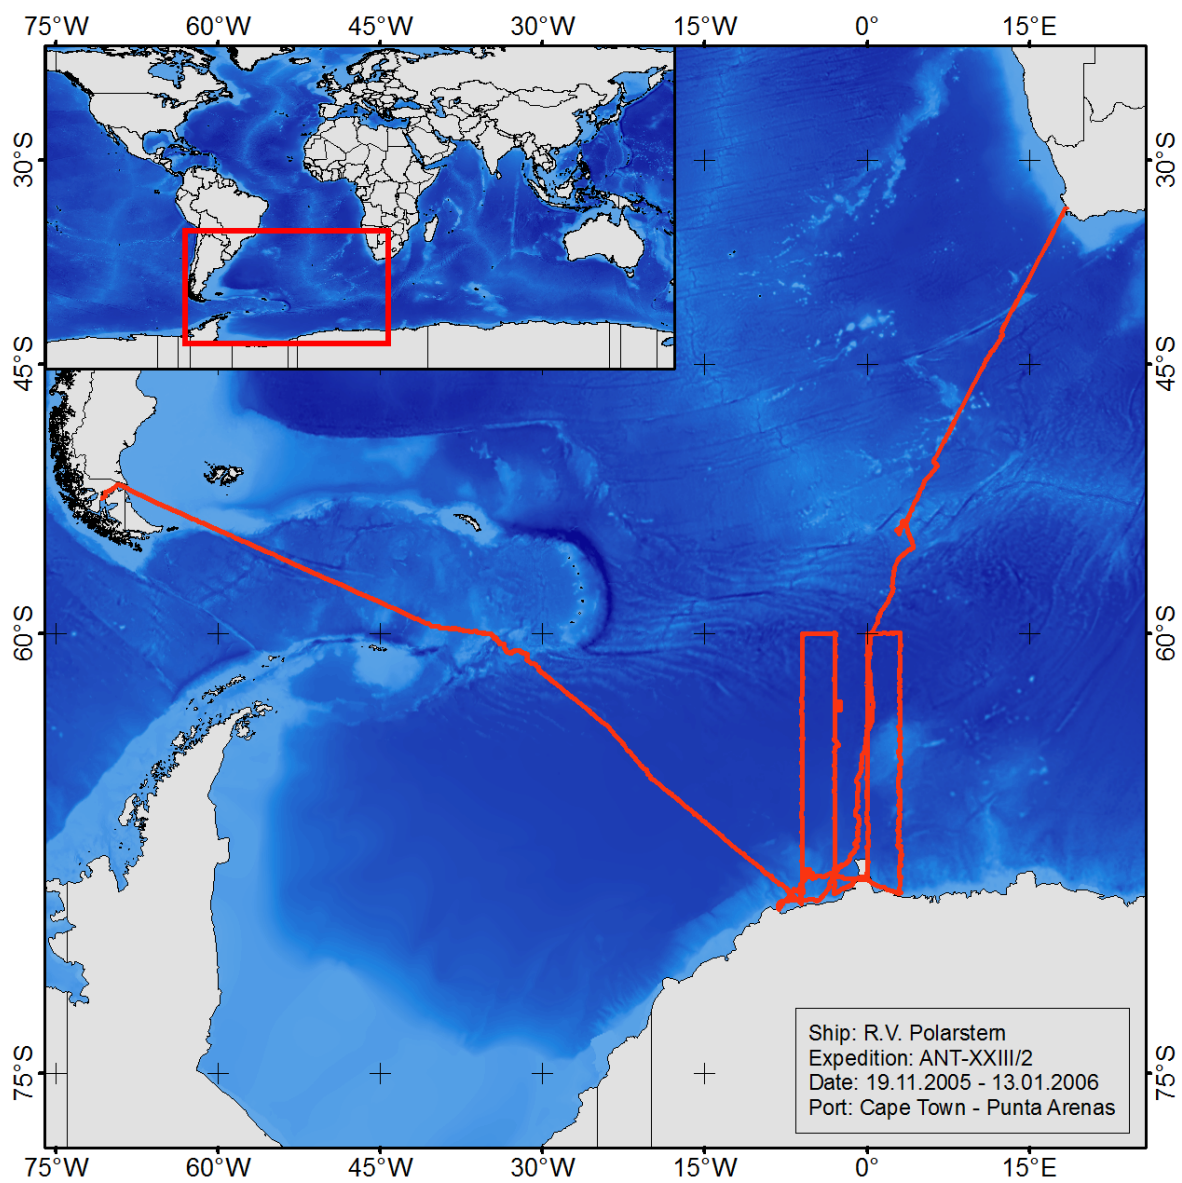 75°W 60°W 45°W 30°W 15°W 0° 15°E
30°S 30°S
45°S 45°S
60°S 60°S
75°S 75°S
Ship: R.V. Polarstern
Expedition: ANT-XXIII/2
Date: 19.11.2005 - 13.01.2006
Port: Cape Town - Punta Arenas
75°W 60°W 45°W 30°W 15°W 0° 15°E